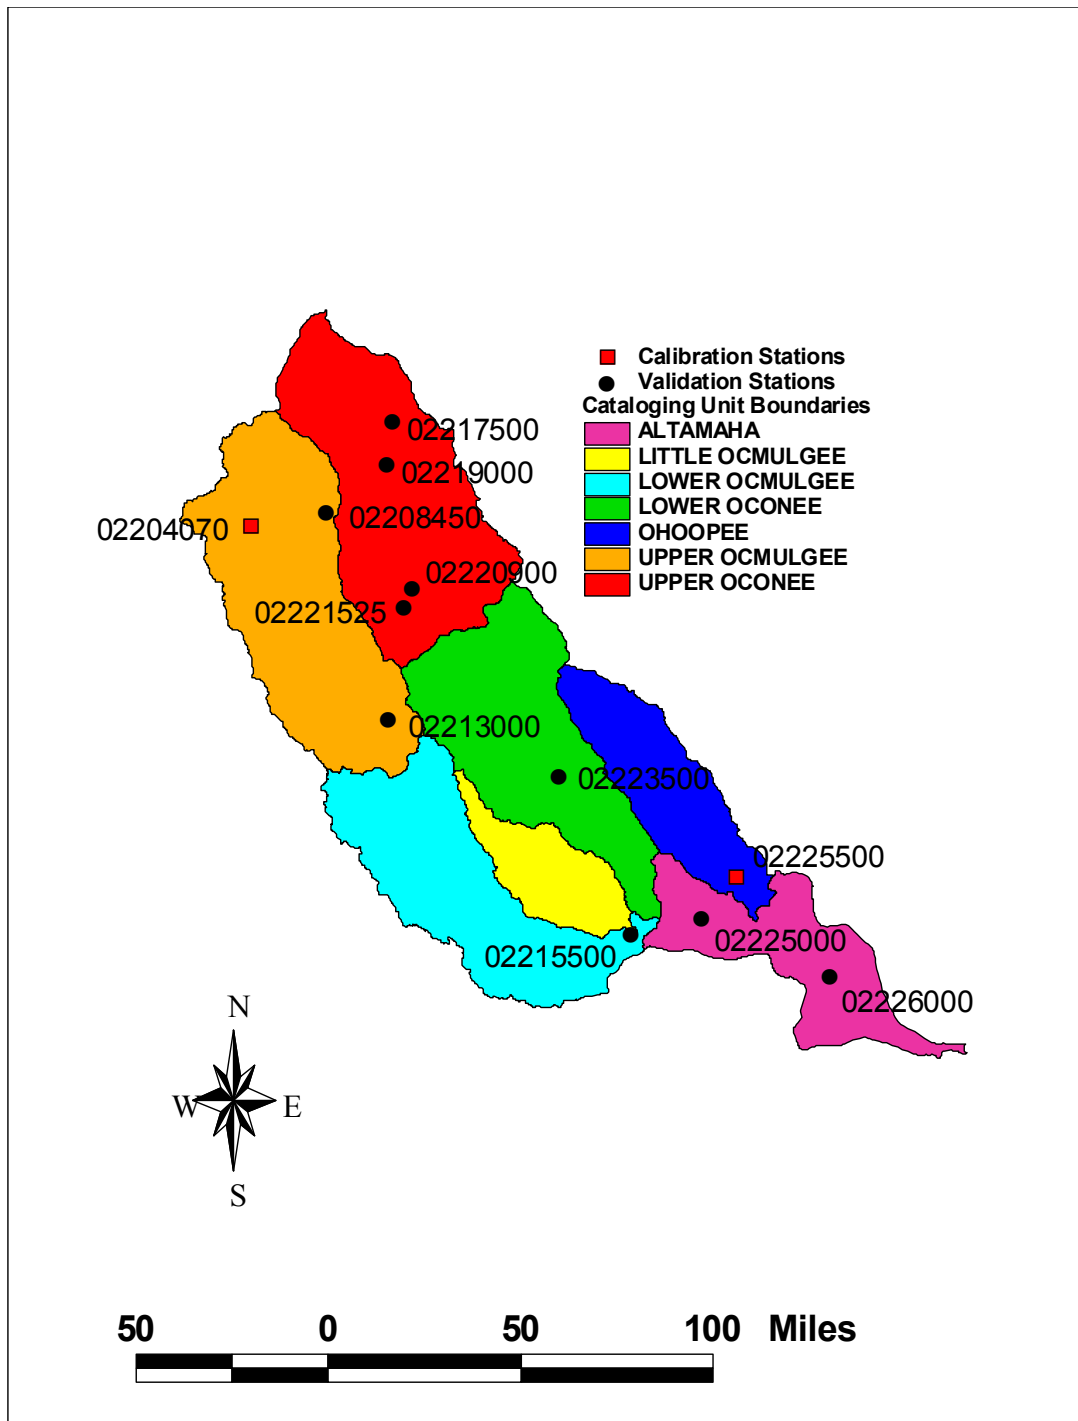 Calibration Stations
Validation Stations
Cataloging Unit Boundaries
ALTAMAHA
LITTLE OCMULGEE
LOWER OCMULGEE
LOWER OCONEE
OHOOPEE
UPPER OCMULGEE
UPPER OCONEE
02217500
02219000
02208450
02204070
02220900
02221525
02213000
02223500
02225500
02225000
02215500
02226000
N
W E
S
50 0 50 100 Miles